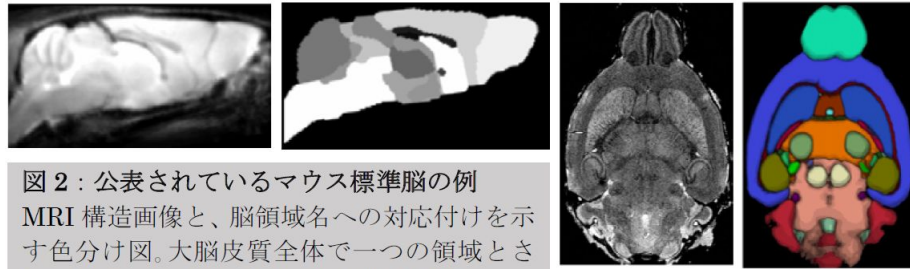 図 2：公表されているマウス標準脳の例
MRI 構造画像と、脳領域名への対応付けを示
す色分け図。大脳皮質全体で一つの領域とさ